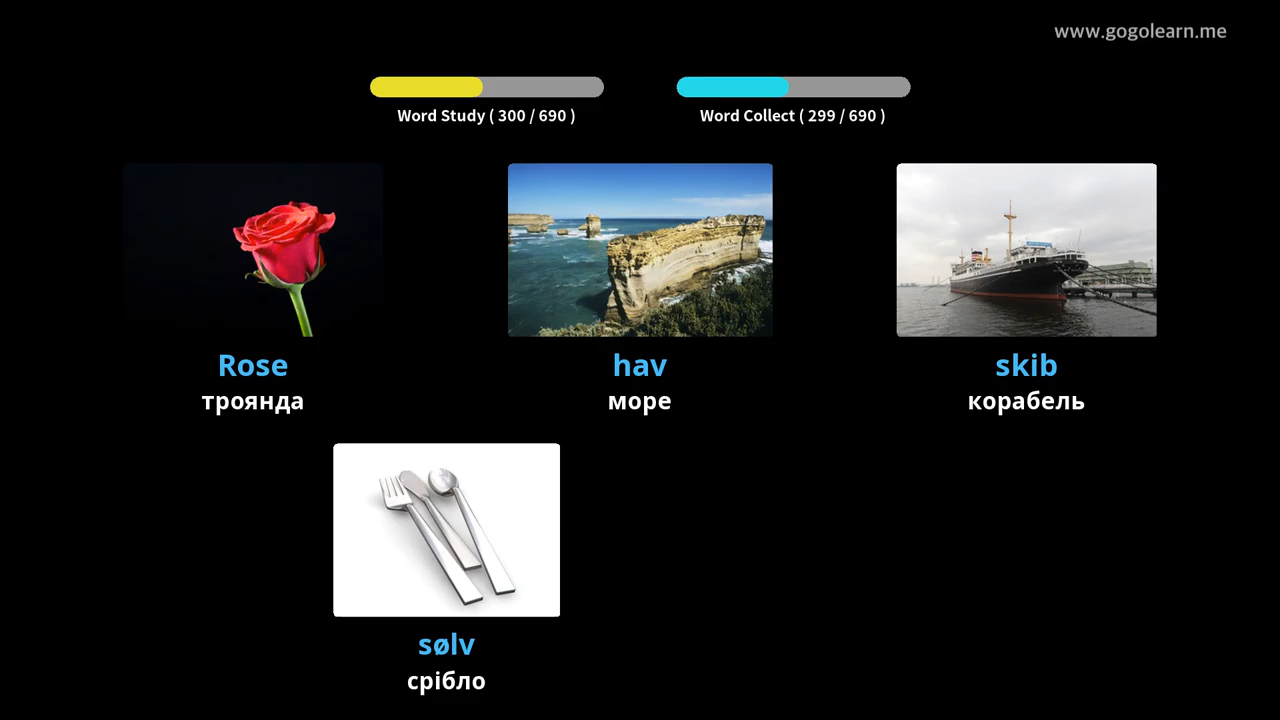 www.gogolearn.me
Word Study ( 300 / 690 )
Word Collect ( 299 / 690 )
Rose
троянда
hav
море
skib
корабель
sølv
срібло